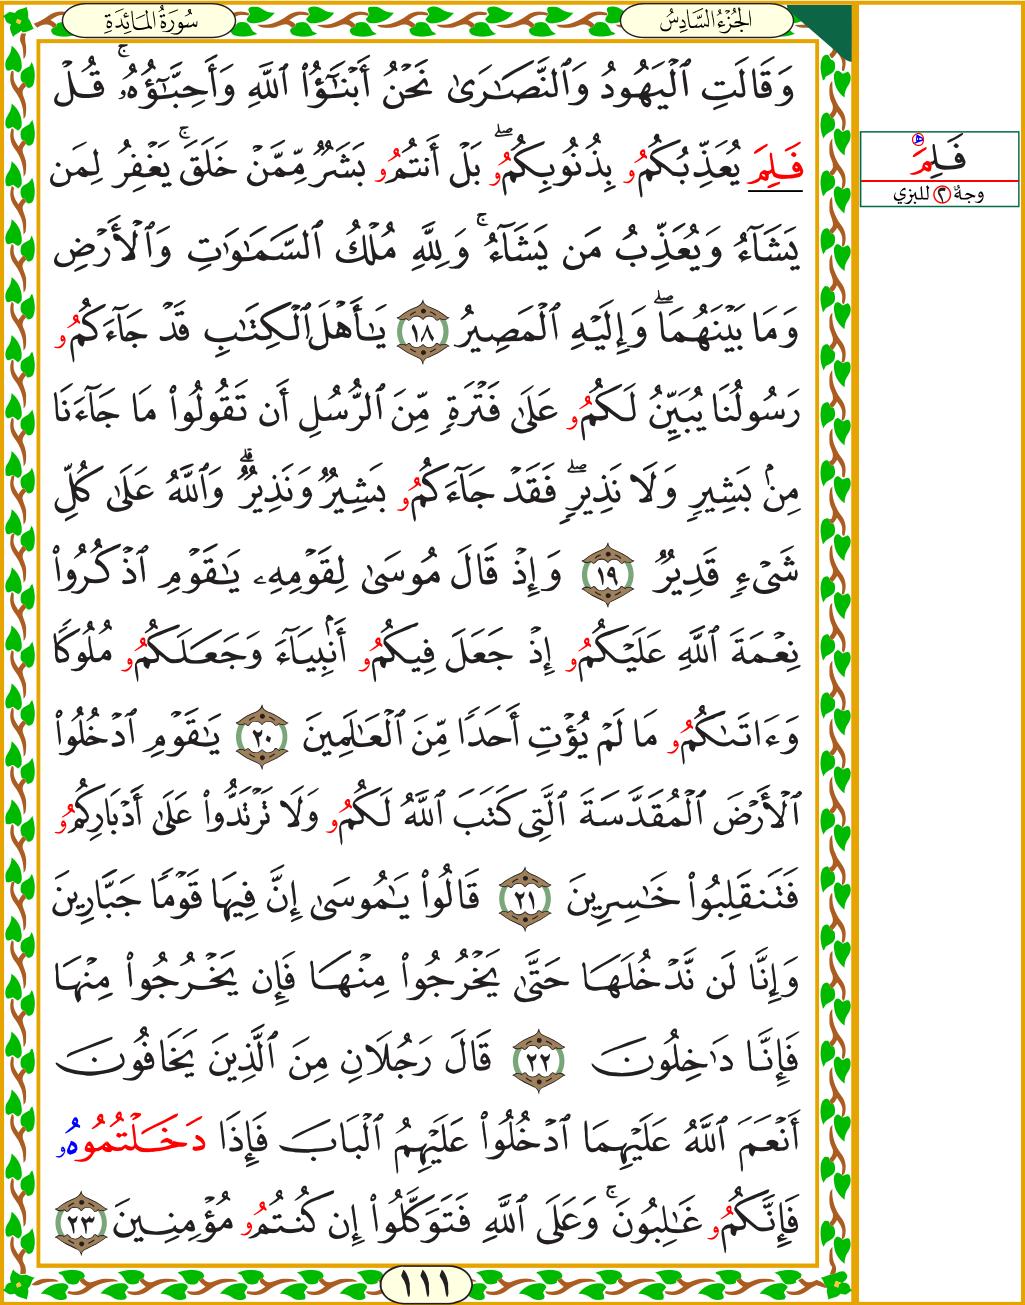 الجُزْءُ السَّادِسُ
سُورَةُ المَائِدَةِ
وَقَالَتِ ٱلۡيَهُودُ وَٱلنَّصَٰرَىٰ نَحۡنُ أَبۡنَٰٓؤُاْ ٱللَّهِ وَأَحِبَّٰٓؤُهُۥۚ قُلۡ
فَلِمَ يُعَذِّبُكُمُۥ بِذُنُوبِكُمُۥۖ بَلۡ أَنتُمُۥ بَشَرٞ مِّمَّنۡ خَلَقَۚ يَغۡفِرُ لِمَن
يَشَآءُ وَيُعَذِّبُ مَن يَشَآءُۚ وَلِلَّهِ مُلۡكُ ٱلسَّمَٰوَٰتِ وَٱلۡأَرۡضِ
وَمَا بَيۡنَهُمَاۖ وَإِلَيۡهِ ٱلۡمَصِيرُ ١٨ يَٰٓأَهۡلَ ٱلۡكِتَٰبِ قَدۡ جَآءَكُمُۥ
رَسُولُنَا يُبَيِّنُ لَكُمُۥ عَلَىٰ فَتۡرَةٖ مِّنَ ٱلرُّسُلِ أَن تَقُولُواْ مَا جَآءَنَا
مِنۢ بَشِيرٖ وَلَا نَذِيرٖۖ فَقَدۡ جَآءَكُمُۥ بَشِيرٞ وَنَذِيرٞۗ وَٱللَّهُ عَلَىٰ كُلِّ
شَيۡءٖ قَدِيرٞ ١٩ وَإِذۡ قَالَ مُوسَىٰ لِقَوۡمِهِۦ يَٰقَوۡمِ ٱذۡكُرُواْ
نِعۡمَةَ ٱللَّهِ عَلَيۡكُمُۥ إِذۡ جَعَلَ فِيكُمُۥ أَنۢبِيَآءَ وَجَعَلَكُمُۥ مُلُوكٗا
وَءَاتَىٰكُمُۥ مَا لَمۡ يُؤۡتِ أَحَدٗا مِّنَ ٱلۡعَٰلَمِينَ ٢٠ يَٰقَوۡمِ ٱدۡخُلُواْ
ٱلۡأَرۡضَ ٱلۡمُقَدَّسَةَ ٱلَّتِي كَتَبَ ٱللَّهُ لَكُمُۥ وَلَا تَرۡتَدُّواْ عَلَىٰٓ أَدۡبَارِكُمُۥ
فَتَنقَلِبُواْ خَٰسِرِينَ ٢١ قَالُواْ يَٰمُوسَىٰٓ إِنَّ فِيهَا قَوۡمٗا جَبَّارِينَ
وَإِنَّا لَن نَّدۡخُلَهَا حَتَّىٰ يَخۡرُجُواْ مِنۡهَا فَإِن يَخۡرُجُواْ مِنۡهَا
فَإِنَّا دَٰخِلُونَ ٢٢ قَالَ رَجُلَانِ مِنَ ٱلَّذِينَ يَخَافُونَ
أَنۡعَمَ ٱللَّهُ عَلَيۡهِمَا ٱدۡخُلُواْ عَلَيۡهِمُ ٱلۡبَابَ فَإِذَا دَخَلۡتُمُوهُۥ
فَإِنَّكُمُۥ غَٰلِبُونَۚ وَعَلَى ٱللَّهِ فَتَوَكَّلُوٓاْ إِن كُنتُمُۥ مُؤۡمِنِينَ ٢٣
١١١
فَلِمَهۡ
وجهٌ ٢ للبزي